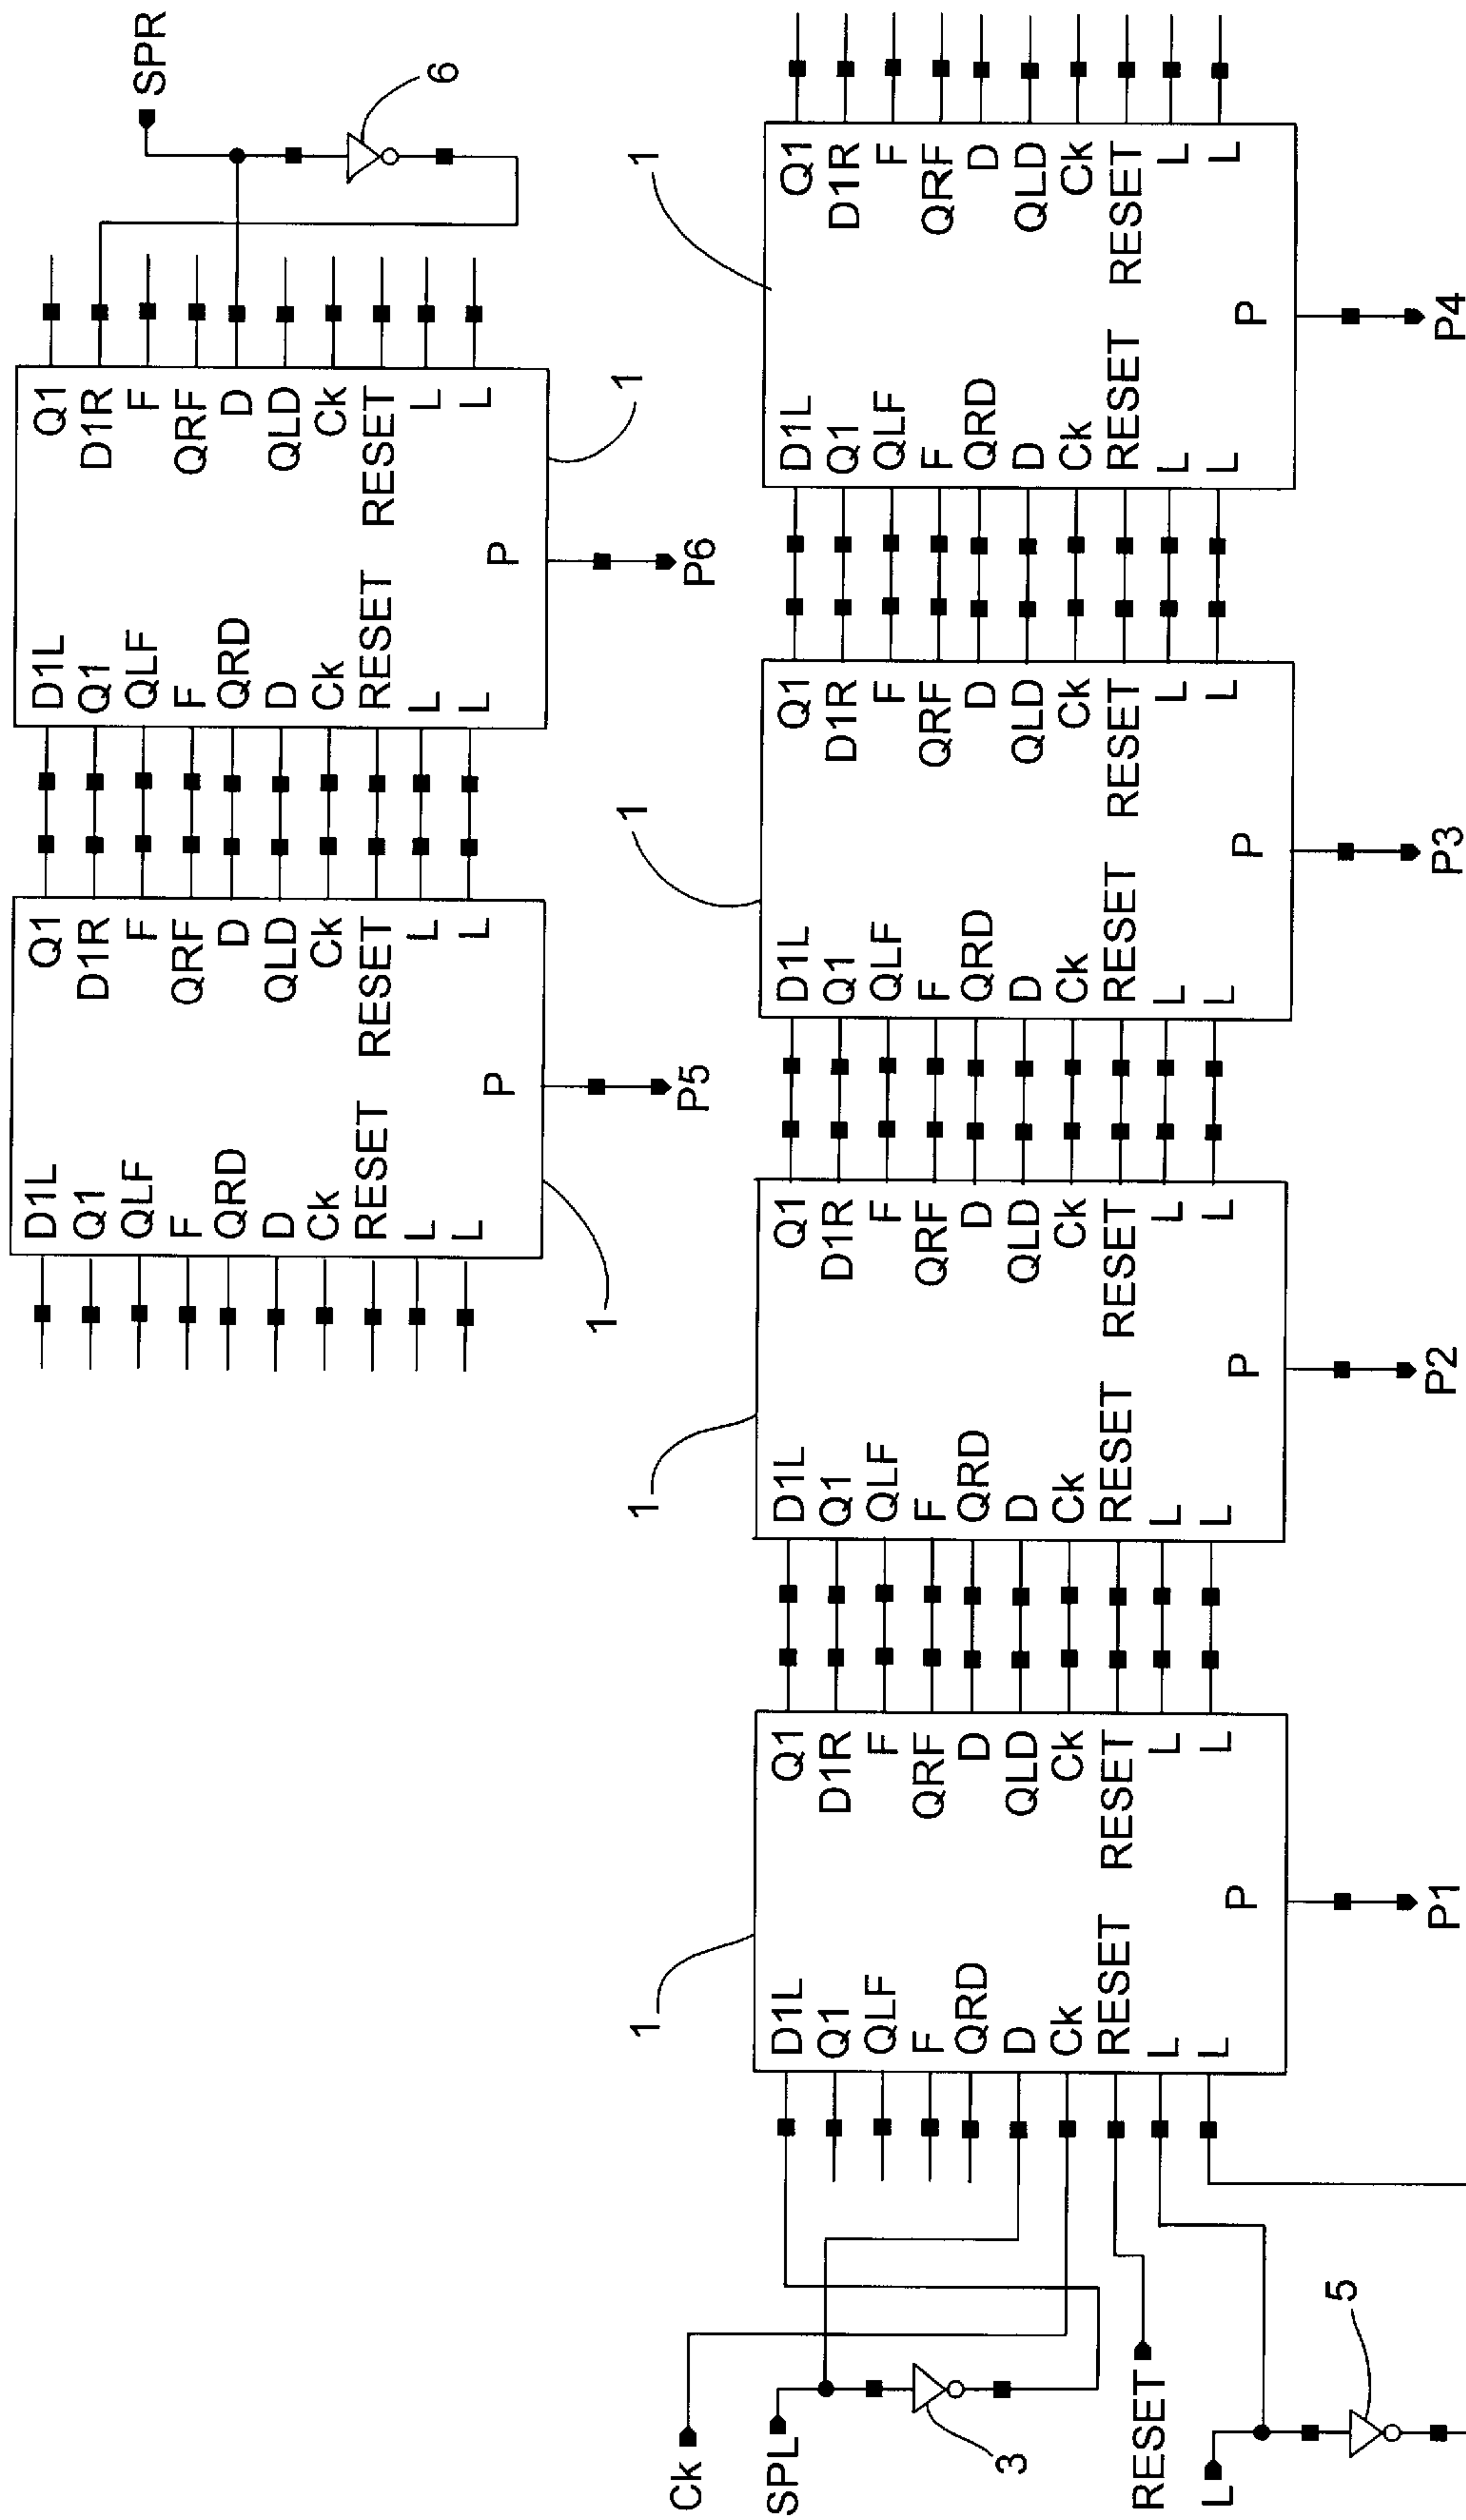 SPR
6
D1L Q1
Q1 D1R
QLF F
F QRF
QRD D
D QLD
Ck Ck
RESET RESET
L L
L L
P
P5
1
D1L Q1
Q1 D1R
QLF F
F QRF
QRD D
D QLD
Ck Ck
RESET RESET
L L
L L
P
P6
1
Ck
SPL
3
RESET
L
5
1
D1L Q1
Q1 D1R
QLF F
F QRF
QRD D
D QLD
Ck Ck
RESET RESET
L L
L L
P
P1
1
D1L Q1
Q1 D1R
QLF F
F QRF
QRD D
D QLD
Ck Ck
RESET RESET
L L
L L
P
P2
1
D1L Q1
Q1 D1R
QLF F
F QRF
QRD D
D QLD
Ck Ck
RESET RESET
L L
L L
P
P3
1
D1L Q1
Q1 D1R
QLF F
F QRF
QRD D
D QLD
Ck Ck
RESET RESET
L L
L L
P
P4